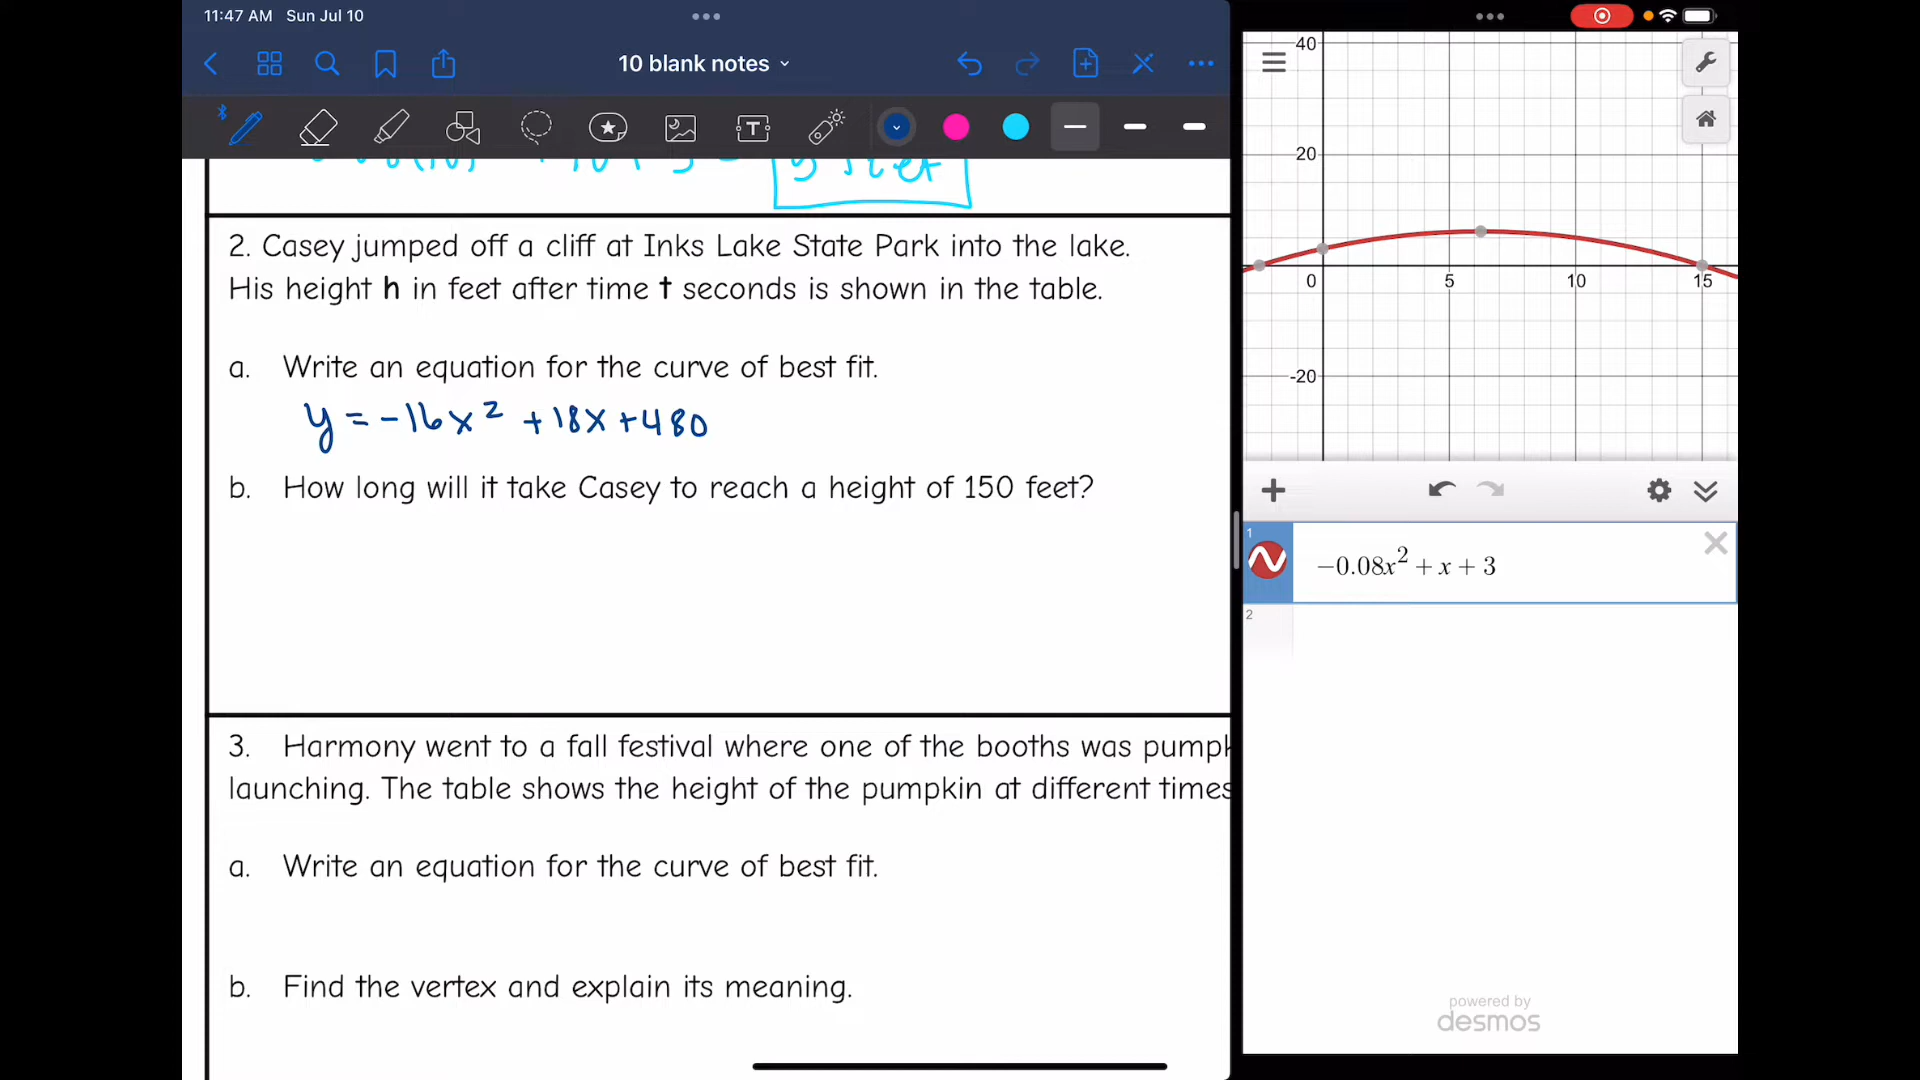 11:47 AM Sun Jul 10
10 blank notes
2. Casey jumped off a cliff at Inks Lake State Park into the lake.
His height h in feet after time t seconds is shown in the table.
a. Write an equation for the curve of best fit.
y = -16x² + 18x + 480
b. How long will it take Casey to reach a height of 150 feet?
3. Harmony went to a fall festival where one of the booths was
launching. The table shows the height of the pumpkin at different times
a. Write an equation for the curve of best fit.
b. Find the vertex and explain its meaning.
40
20
0 5 10 15
-20
1
−0.08x² + x + 3
2
powered by
desmos